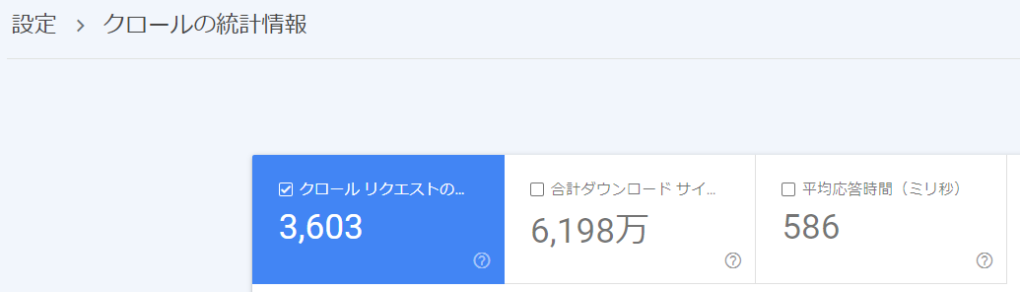 設定 > クロールの統計情報
クロール リクエストの...
3,603
合計ダウンロード サイ...
6,198万
平均応答時間（ミリ秒）
586